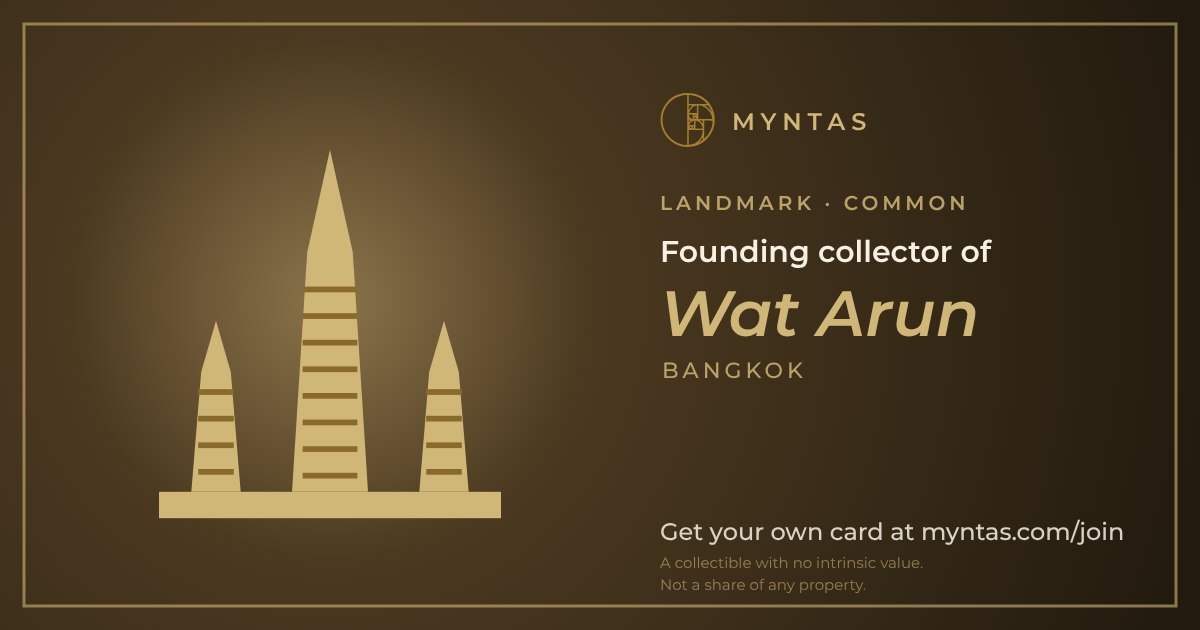 MYNTAS
LANDMARK · COMMON
Founding collector of
Wat Arun
BANGKOK
Get your own card at myntas.com/join
A collectible with no intrinsic value.
Not a share of any property.